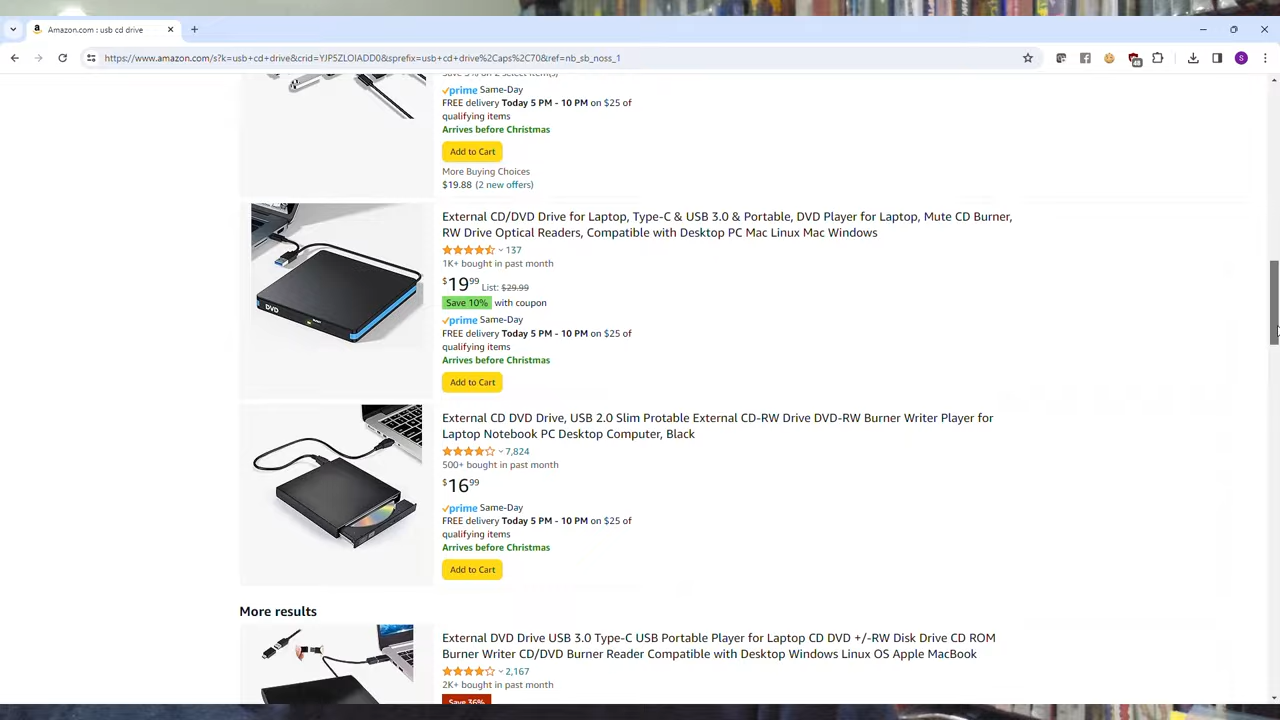 Amazon.com : usb cd drive
https://www.amazon.com/s?k=usb+cd+drive&crid=YJP5ZLOIADD0&sprefix=usb+cd+drive%2Caps%2C70&ref=nb_sb_noss_1
48
S
Save 5% on 2 select item(s)
prime Same-Day
FREE delivery Today 5 PM - 10 PM on $25 of
qualifying items
Arrives before Christmas
Add to Cart
More Buying Choices
$19.88 (2 new offers)
External CD/DVD Drive for Laptop, Type-C & USB 3.0 & Portable, DVD Player for Laptop, Mute CD Burner,
RW Drive Optical Readers, Compatible with Desktop PC Mac Linux Mac Windows
137
1K+ bought in past month
$19.99 List: $29.99
Save 10% with coupon
prime Same-Day
FREE delivery Today 5 PM - 10 PM on $25 of
qualifying items
Arrives before Christmas
Add to Cart
DVD
External CD DVD Drive, USB 2.0 Slim Protable External CD-RW Drive DVD-RW Burner Writer Player for
Laptop Notebook PC Desktop Computer, Black
7,824
500+ bought in past month
$16.99
prime Same-Day
FREE delivery Today 5 PM - 10 PM on $25 of
qualifying items
Arrives before Christmas
Add to Cart
More results
External DVD Drive USB 3.0 Type-C USB Portable Player for Laptop CD DVD +/-RW Disk Drive CD ROM
Burner Writer CD/DVD Burner Reader Compatible with Desktop Windows Linux OS Apple MacBook
2,167
2K+ bought in past month
Save 36%